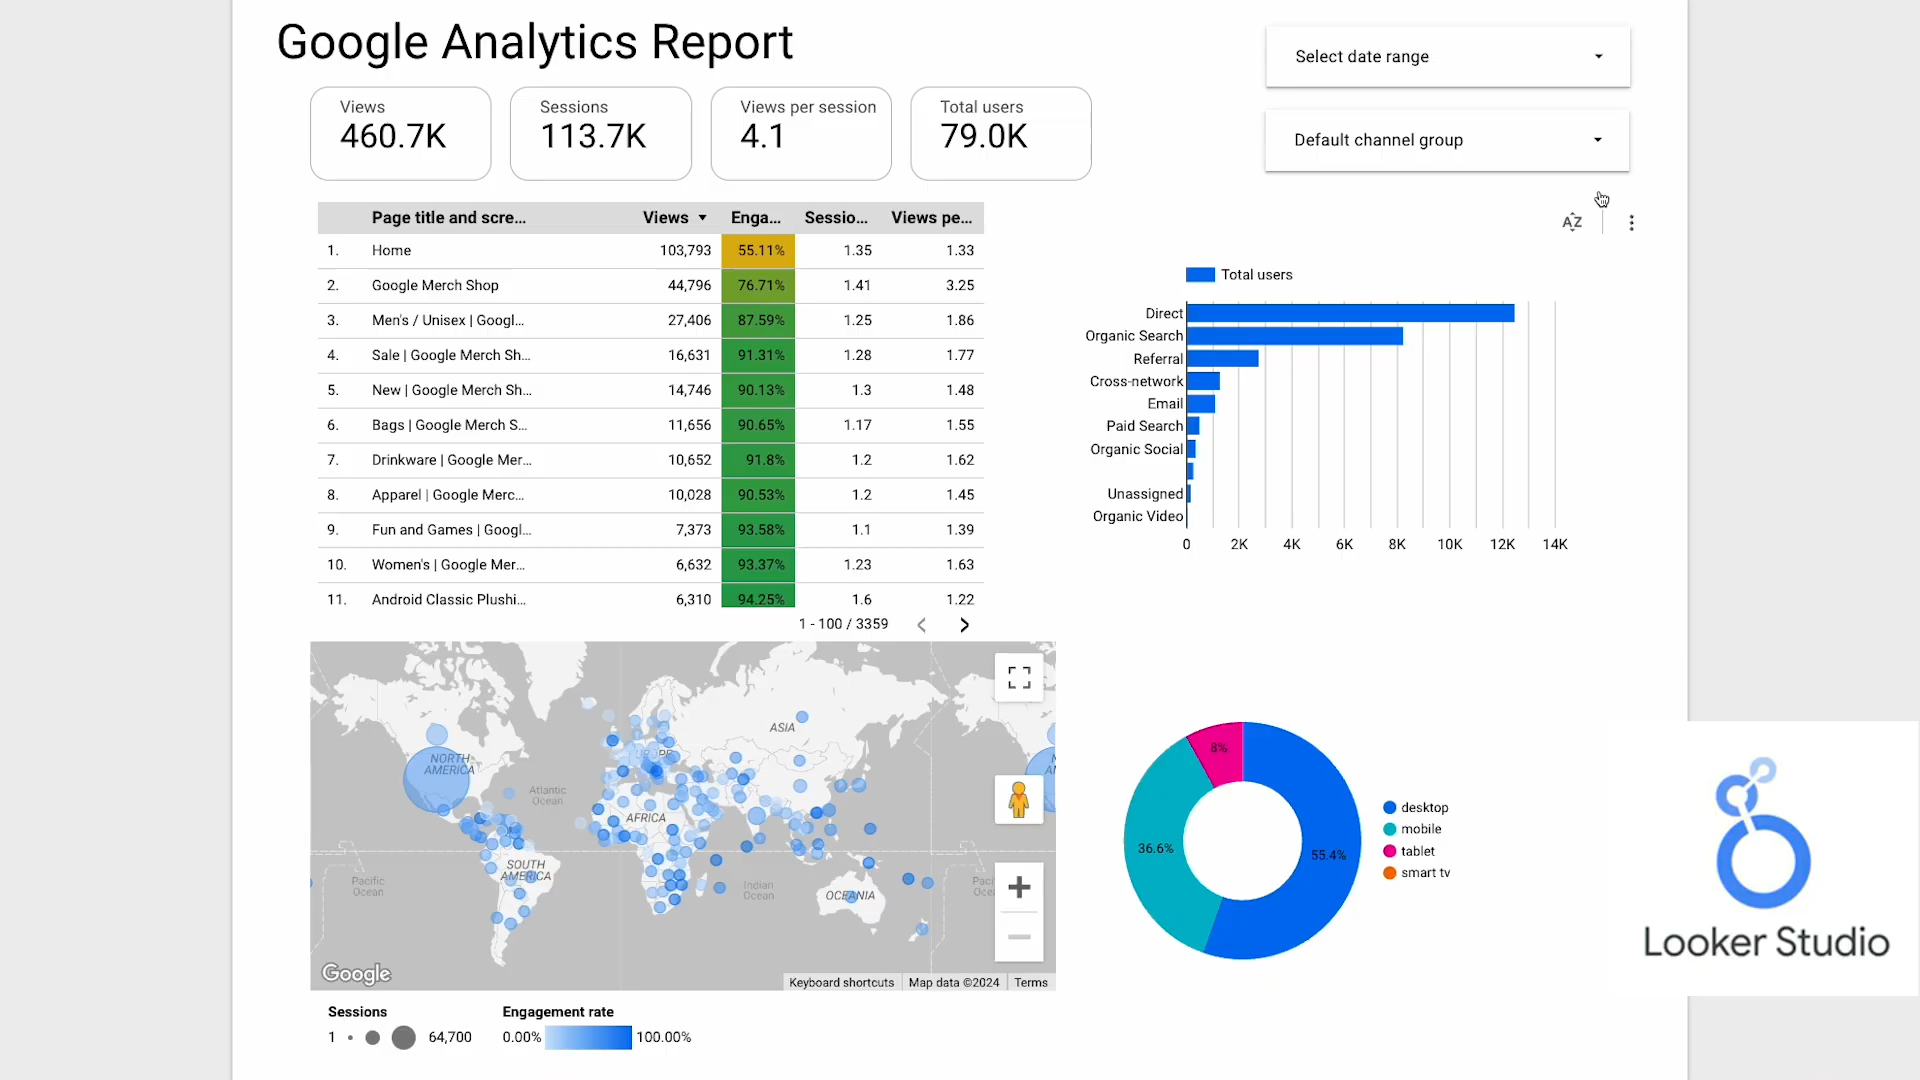 Google Analytics Report
Select date range
Default channel group
Views
460.7K
Sessions
113.7K
Views per session
4.1
Total users
79.0K
Page title and scre... Views Enga... Sessio... Views pe...
1. Home 103,793 55.11% 1.35 1.33
2. Google Merch Shop 44,796 76.71% 1.41 3.25
3. Men's / Unisex | Googl... 27,406 87.59% 1.25 1.86
4. Sale | Google Merch Sh... 16,631 91.31% 1.28 1.77
5. New | Google Merch Sh... 14,746 90.13% 1.3 1.48
6. Bags | Google Merch S... 11,656 90.65% 1.17 1.55
7. Drinkware | Google Mer... 10,652 91.8% 1.2 1.62
8. Apparel | Google Merc... 10,028 90.53% 1.2 1.45
9. Fun and Games | Googl... 7,373 93.58% 1.1 1.39
10. Women's | Google Mer... 6,632 93.37% 1.23 1.63
11. Android Classic Plushi... 6,310 94.25% 1.6 1.22
1 - 100 / 3359
AZ
Total users
Direct
Organic Search
Referral
Cross-network
Email
Paid Search
Organic Social
Unassigned
Organic Video
0 2K 4K 6K 8K 10K 12K 14K
NORTH
AMERICA
Atlantic
Ocean
EUROPE
ASIA
AFRICA
SOUTH
AMERICA
Pacific
Ocean
Indian
Ocean
OCEANIA
Google
Keyboard shortcuts Map data ©2024 Terms
Sessions
1 64,700
Engagement rate
0.00% 100.00%
8%
36.6%
55.4%
desktop
mobile
tablet
smart tv
Looker Studio